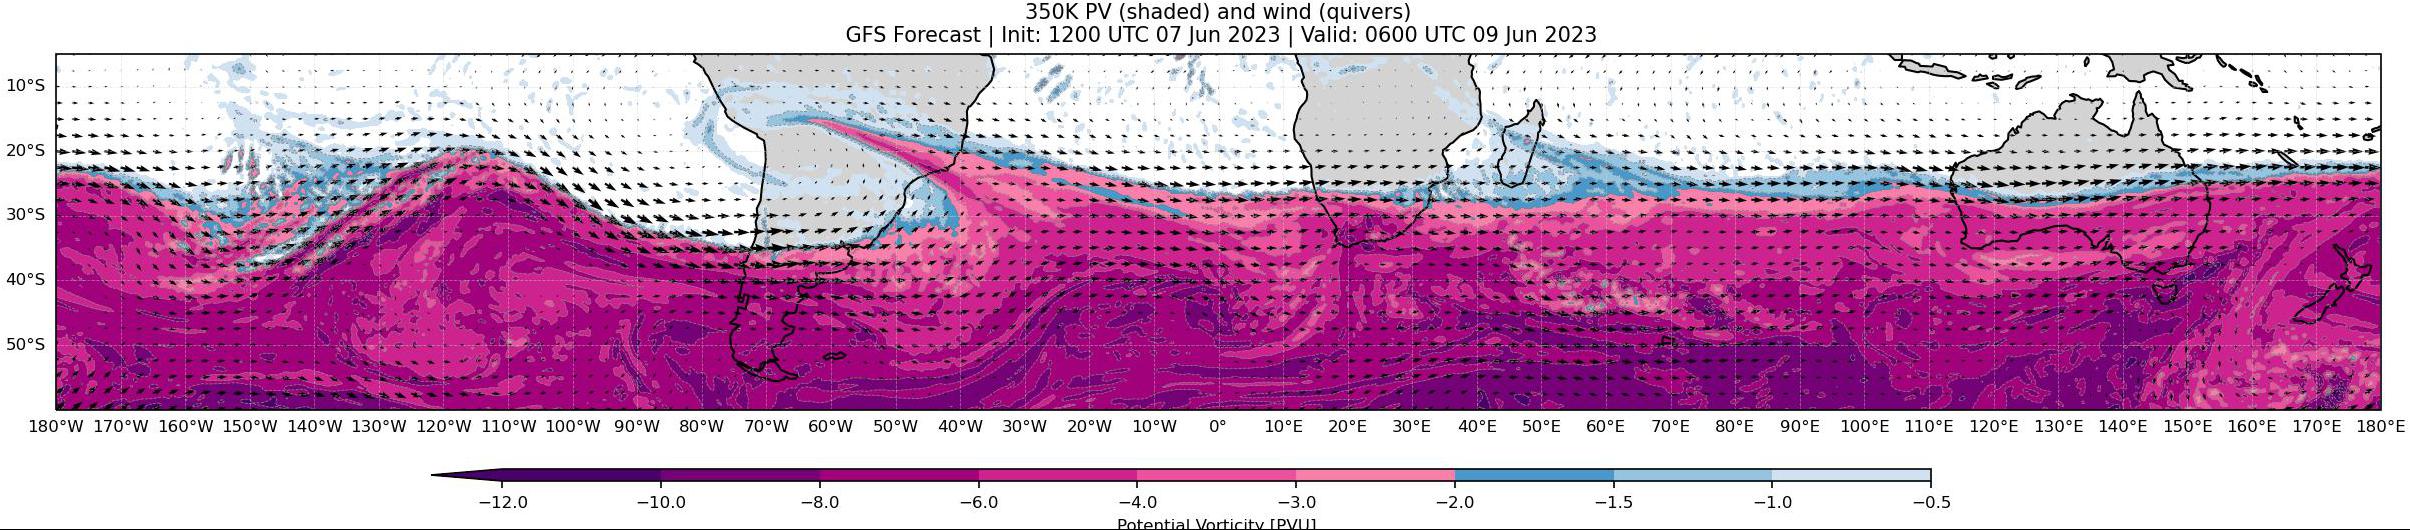 350K PV (shaded) and wind (quivers)
GFS Forecast | Init: 1200 UTC 07 Jun 2023 | Valid: 0600 UTC 09 Jun 2023
10°S
20°S
30°S
40°S
50°S
180°W 170°W 160°W 150°W 140°W 130°W 120°W 110°W 100°W 90°W 80°W 70°W 60°W 50°W 40°W 30°W 20°W 10°W 0° 10°E 20°E 30°E 40°E 50°E 60°E 70°E 80°E 90°E 100°E 110°E 120°E 130°E 140°E 150°E 160°E 170°E 180°E
−12.0 −10.0 −8.0 −6.0 −4.0 −3.0 −2.0 −1.5 −1.0 −0.5
Potential Vorticity [PVU]